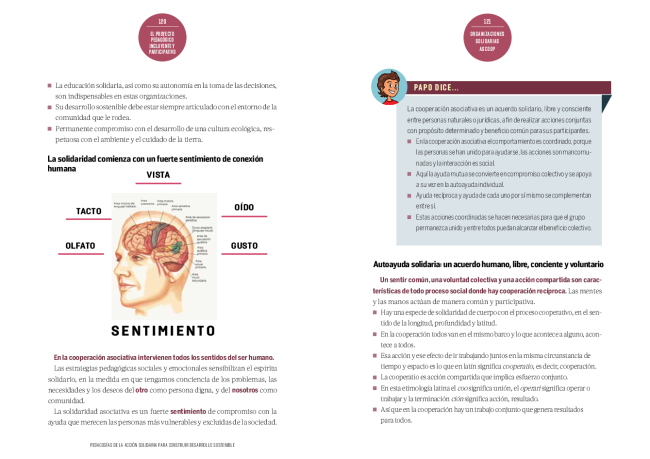 120
EL PROYECTO
PEDAGÓGICO
INCLUYENTE Y
PARTICIPATIVO
La educación solidaria, así como su autonomía en la toma de las decisiones,
son indispensables en estas organizaciones.
Su desarrollo sostenible debe estar siempre articulado con el entorno de la
comunidad que le rodea.
Permanente compromiso con el desarrollo de una cultura ecológica, res-
petuosa con el ambiente y el cuidado de la tierra.
La solidaridad comienza con un fuerte sentimiento de conexión
humana
VISTA
TACTO
OÍDO
OLFATO
GUSTO
SENTIMIENTO
En la cooperación asociativa intervienen todos los sentidos del ser humano.
Las estrategias pedagógicas sociales y emocionales sensibilizan el espíritu
solidario, en la medida en que tengamos conciencia de los problemas, las
necesidades y los deseos del otro como persona digna, y del nosotros como
comunidad.
La solidaridad asociativa es un fuerte sentimiento de compromiso con la
ayuda que merecen las personas más vulnerables y excluidas de la sociedad.
PEDAGOGÍAS DE LA ACCIÓN SOLIDARIA PARA CONSTRUIR DESARROLLO SOSTENIBLE
121
ORGANIZACIONES
SOLIDARIAS
ASCOOP
PAPO DICE...
La cooperación asociativa es un acuerdo solidario, libre y consciente
entre personas naturales o jurídicas, a fin de realizar acciones conjuntas
con propósito determinado y beneficio común para sus participantes.
En la cooperación asociativa el comportamiento es coordinado, porque
las personas se han unido para ayudarse, las acciones son mancomu-
nadas y la interacción es social.
Aquí la ayuda mutua se convierte en compromiso colectivo y se apoya
a su vez en la autoayuda individual.
Ayuda recíproca y ayuda de cada uno por sí mismo se complementan
entre sí.
Estas acciones coordinadas se hacen necesarias para que el grupo
permanezca unido y entre todos puedan alcanzar el beneficio colectivo.
Autoayuda solidaria: un acuerdo humano, libre, conciente y voluntario
Un sentir común, una voluntad colectiva y una acción compartida son carac-
terísticas de todo proceso social donde hay cooperación recíproca. Las mentes
y las manos actúan de manera común y participativa.
Hay una especie de solidaridad de cuerpo con el proceso cooperativo, en el sen-
tido de la longitud, profundidad y latitud.
En la cooperación todos van en el mismo barco y lo que acontece a alguno, acon-
tece a todos.
Esa acción y ese efecto de ir trabajando juntos en la misma circunstancia de
tiempo y espacio es lo que en latín significa cooperatio, es decir, cooperación.
La cooperatio es acción compartida que implica esfuerzo conjunto.
En esta etimología latina el coo significa unión, el operari significa operar o
trabajar y la terminación ción significa acción, resultado.
Así que en la cooperación hay un trabajo conjunto que genera resultados
para todos.